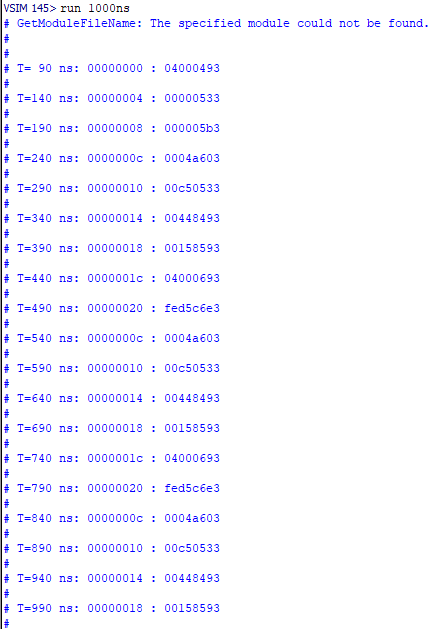 VSIM 145> run 1000ns
# GetModuleFileName: The specified module could not be found.
#
#
# T= 90 ns: 00000000 : 04000493
#
# T=140 ns: 00000004 : 00000533
#
# T=190 ns: 00000008 : 000005b3
#
# T=240 ns: 0000000c : 0004a603
#
# T=290 ns: 00000010 : 00c50533
#
# T=340 ns: 00000014 : 00448493
#
# T=390 ns: 00000018 : 00158593
#
# T=440 ns: 0000001c : 04000693
#
# T=490 ns: 00000020 : fed5c6e3
#
# T=540 ns: 0000000c : 0004a603
#
# T=590 ns: 00000010 : 00c50533
#
# T=640 ns: 00000014 : 00448493
#
# T=690 ns: 00000018 : 00158593
#
# T=740 ns: 0000001c : 04000693
#
# T=790 ns: 00000020 : fed5c6e3
#
# T=840 ns: 0000000c : 0004a603
#
# T=890 ns: 00000010 : 00c50533
#
# T=940 ns: 00000014 : 00448493
#
# T=990 ns: 00000018 : 00158593
#